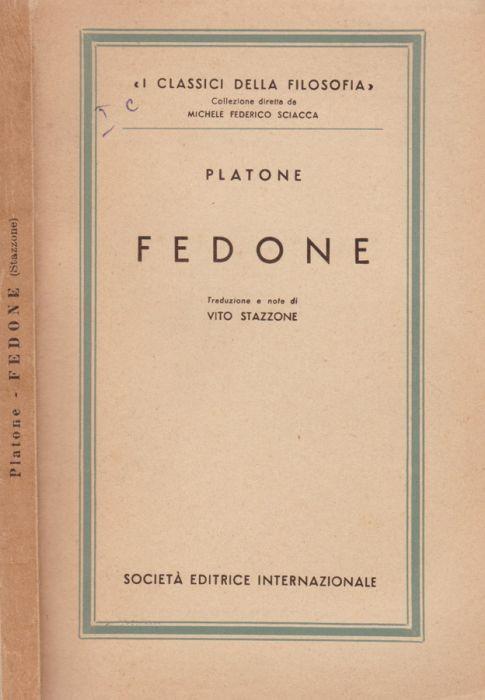 «I CLASSICI DELLA FILOSOFIA»
Collezione diretta da
MICHELE FEDERICO SCIACCA
I C
PLATONE
FEDONE
Traduzione e note di
VITO STAZZONE
SOCIETÀ EDITRICE INTERNAZIONALE
Platone - FEDONE (Stazzone)